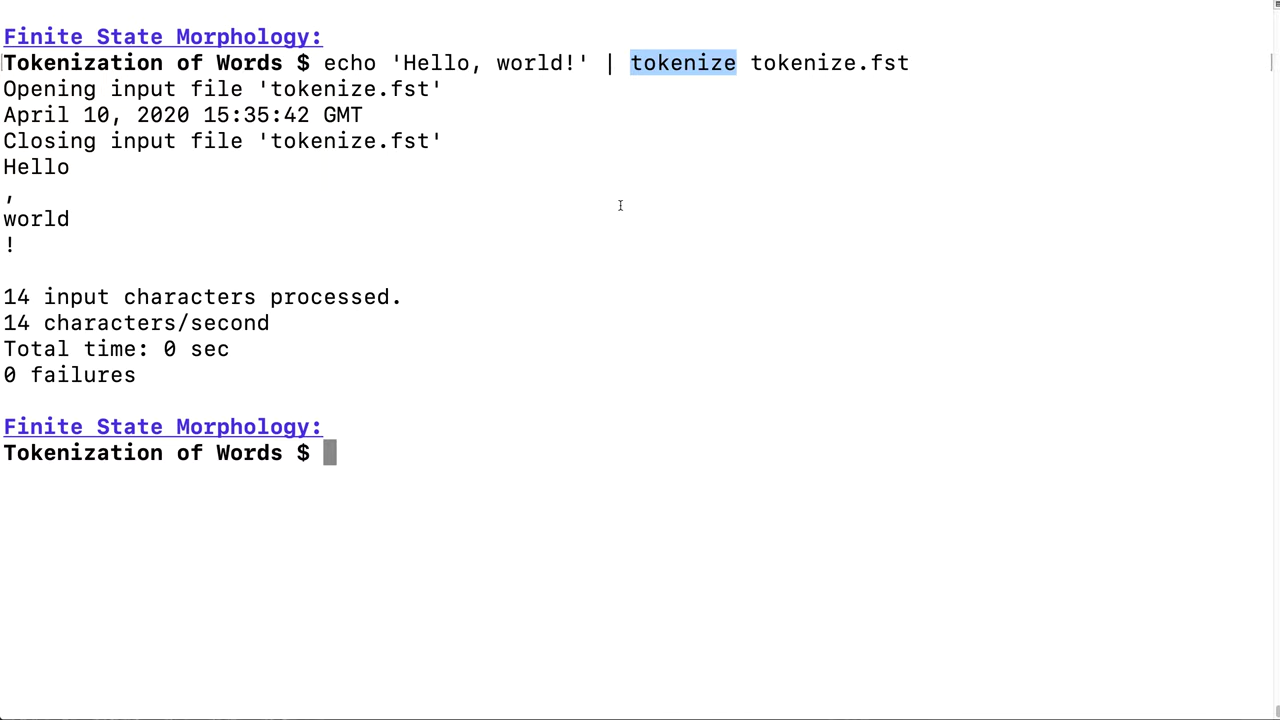 Finite State Morphology:
Tokenization of Words $ echo 'Hello, world!' | tokenize tokenize.fst
Opening input file 'tokenize.fst'
April 10, 2020 15:35:42 GMT
Closing input file 'tokenize.fst'
Hello
,
world
!
14 input characters processed.
14 characters/second
Total time: 0 sec
0 failures
Finite State Morphology:
Tokenization of Words $